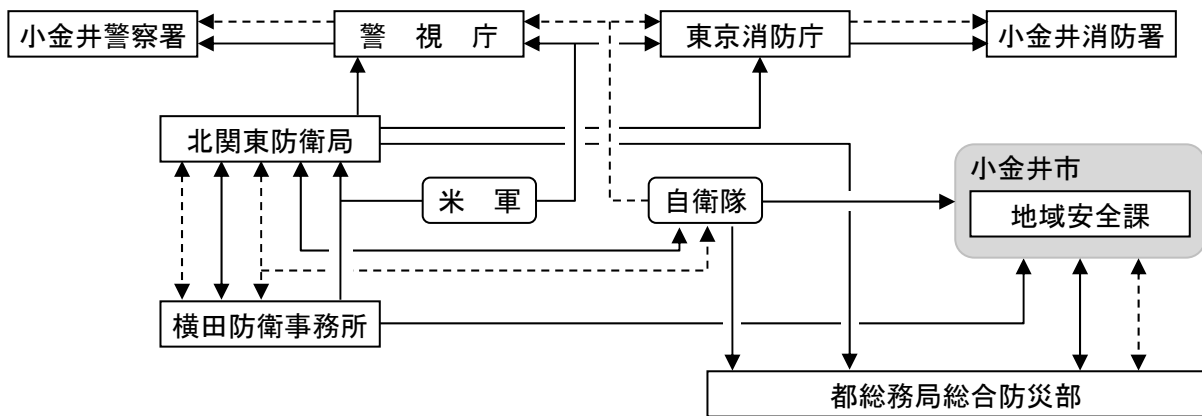 小金井警察署
警　視　庁
東京消防庁
小金井消防署
北関東防衛局
小金井市
米　軍
自衛隊
地域安全課
横田防衛事務所
都総務局総合防災部